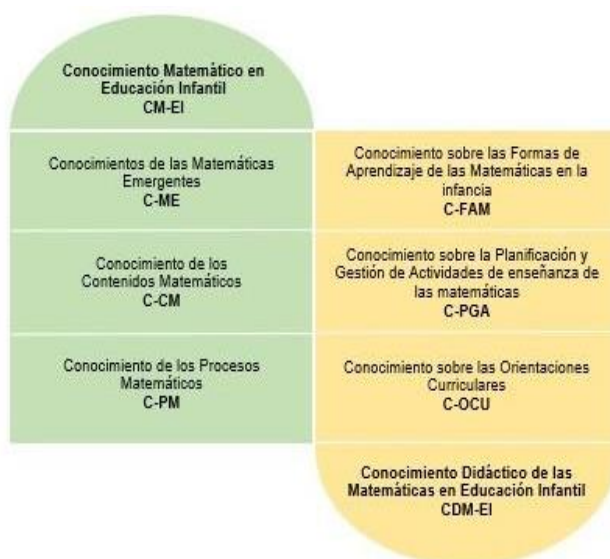 Conocimiento Matemático en
Educación Infantil
CM-EI
Conocimientos de las Matemáticas
Emergentes
C-ME
Conocimiento de los
Contenidos Matemáticos
C-CM
Conocimiento de los Procesos
Matemáticos
C-PM
Conocimiento sobre las Formas de
Aprendizaje de las Matemáticas en la
infancia
C-FAM
Conocimiento sobre la Planificación y
Gestión de Actividades de enseñanza de
las matemáticas
C-PGA
Conocimiento sobre las Orientaciones
Curriculares
C-OCU
Conocimiento Didáctico de las
Matemáticas en Educación Infantil
CDM-EI